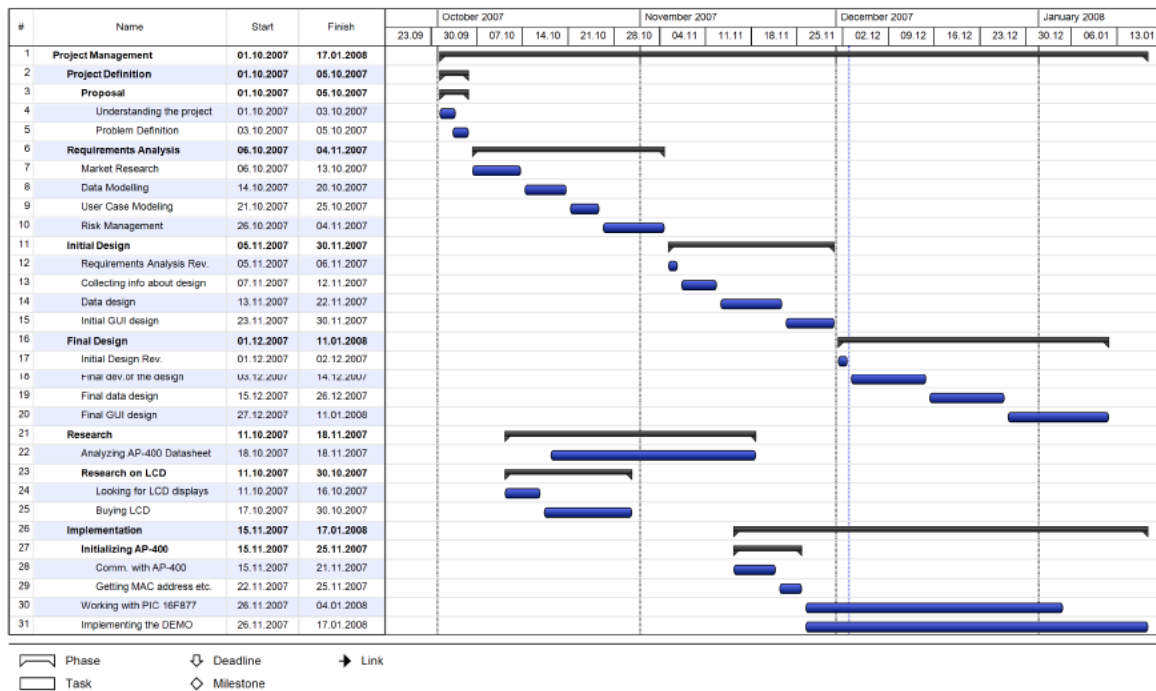 # Name Start Finish October 2007 November 2007 December 2007 January 2008
23.09 30.09 07.10 14.10 21.10 28.10 04.11 11.11 18.11 25.11 02.12 09.12 16.12 23.12 30.12 06.01 13.01
1 Project Management 01.10.2007 17.01.2008
2 Project Definition 01.10.2007 05.10.2007
3 Proposal 01.10.2007 05.10.2007
4 Understanding the project 01.10.2007 03.10.2007
5 Problem Definition 03.10.2007 05.10.2007
6 Requirements Analysis 06.10.2007 04.11.2007
7 Market Research 06.10.2007 13.10.2007
8 Data Modelling 14.10.2007 20.10.2007
9 User Case Modeling 21.10.2007 25.10.2007
10 Risk Management 26.10.2007 04.11.2007
11 Initial Design 05.11.2007 30.11.2007
12 Requirements Analysis Rev. 05.11.2007 06.11.2007
13 Collecting info about design 07.11.2007 12.11.2007
14 Data design 13.11.2007 22.11.2007
15 Initial GUI design 23.11.2007 30.11.2007
16 Final Design 01.12.2007 11.01.2008
17 Initial Design Rev. 01.12.2007 02.12.2007
18 Final dev.of the design 03.12.2007 14.12.2007
19 Final data design 15.12.2007 26.12.2007
20 Final GUI design 27.12.2007 11.01.2008
21 Research 11.10.2007 18.11.2007
22 Analyzing AP-400 Datasheet 18.10.2007 18.11.2007
23 Research on LCD 11.10.2007 30.10.2007
24 Looking for LCD displays 11.10.2007 16.10.2007
25 Buying LCD 17.10.2007 30.10.2007
26 Implementation 15.11.2007 17.01.2008
27 Initializing AP-400 15.11.2007 25.11.2007
28 Comm. with AP-400 15.11.2007 21.11.2007
29 Getting MAC address etc. 22.11.2007 25.11.2007
30 Working with PIC 16F877 26.11.2007 04.01.2008
31 Implementing the DEMO 26.11.2007 17.01.2008
Phase Deadline Link
Task Milestone